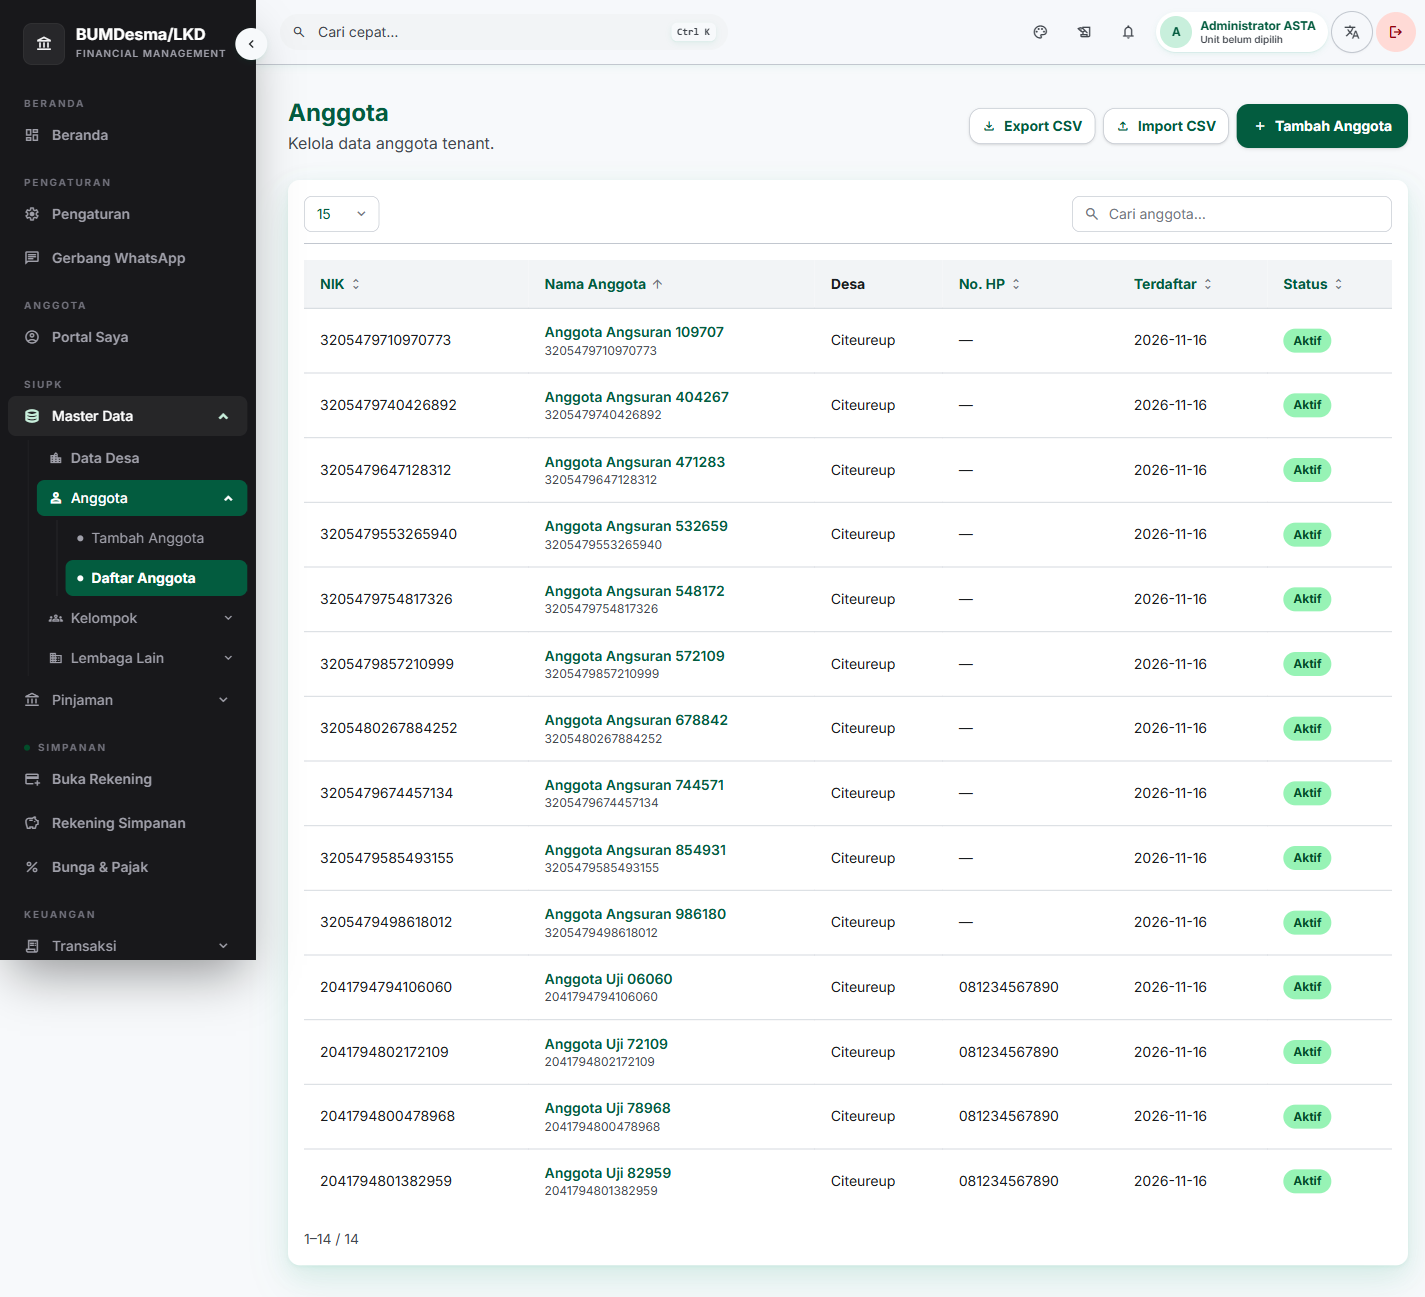 BUMDesma/LKD
FINANCIAL MANAGEMENT
BERANDA
Beranda
PENGATURAN
Pengaturan
Gerbang WhatsApp
ANGGOTA
Portal Saya
SIUPK
Master Data
Data Desa
Anggota
Tambah Anggota
Daftar Anggota
Kelompok
Lembaga Lain
Pinjaman
SIMPANAN
Buka Rekening
Rekening Simpanan
Bunga & Pajak
KEUANGAN
Transaksi
Cari cepat...
Ctrl K
A
Administrator ASTA
Unit belum dipilih
Anggota
Kelola data anggota tenant.
Export CSV
Import CSV
Tambah Anggota
15
Cari anggota...
NIK Nama Anggota Desa No. HP Terdaftar Status
3205479710970773 Anggota Angsuran 109707 Citeureup — 2026-11-16 Aktif
3205479710970773
3205479740426892 Anggota Angsuran 404267 Citeureup — 2026-11-16 Aktif
3205479740426892
3205479647128312 Anggota Angsuran 471283 Citeureup — 2026-11-16 Aktif
3205479647128312
3205479553265940 Anggota Angsuran 532659 Citeureup — 2026-11-16 Aktif
3205479553265940
3205479754817326 Anggota Angsuran 548172 Citeureup — 2026-11-16 Aktif
3205479754817326
3205479857210999 Anggota Angsuran 572109 Citeureup — 2026-11-16 Aktif
3205479857210999
3205480267884252 Anggota Angsuran 678842 Citeureup — 2026-11-16 Aktif
3205480267884252
3205479674457134 Anggota Angsuran 744571 Citeureup — 2026-11-16 Aktif
3205479674457134
3205479585493155 Anggota Angsuran 854931 Citeureup — 2026-11-16 Aktif
3205479585493155
3205479498618012 Anggota Angsuran 986180 Citeureup — 2026-11-16 Aktif
3205479498618012
2041794794106060 Anggota Uji 06060 Citeureup 081234567890 2026-11-16 Aktif
2041794794106060
2041794802172109 Anggota Uji 72109 Citeureup 081234567890 2026-11-16 Aktif
2041794802172109
2041794800478968 Anggota Uji 78968 Citeureup 081234567890 2026-11-16 Aktif
2041794800478968
2041794801382959 Anggota Uji 82959 Citeureup 081234567890 2026-11-16 Aktif
2041794801382959
1–14 / 14